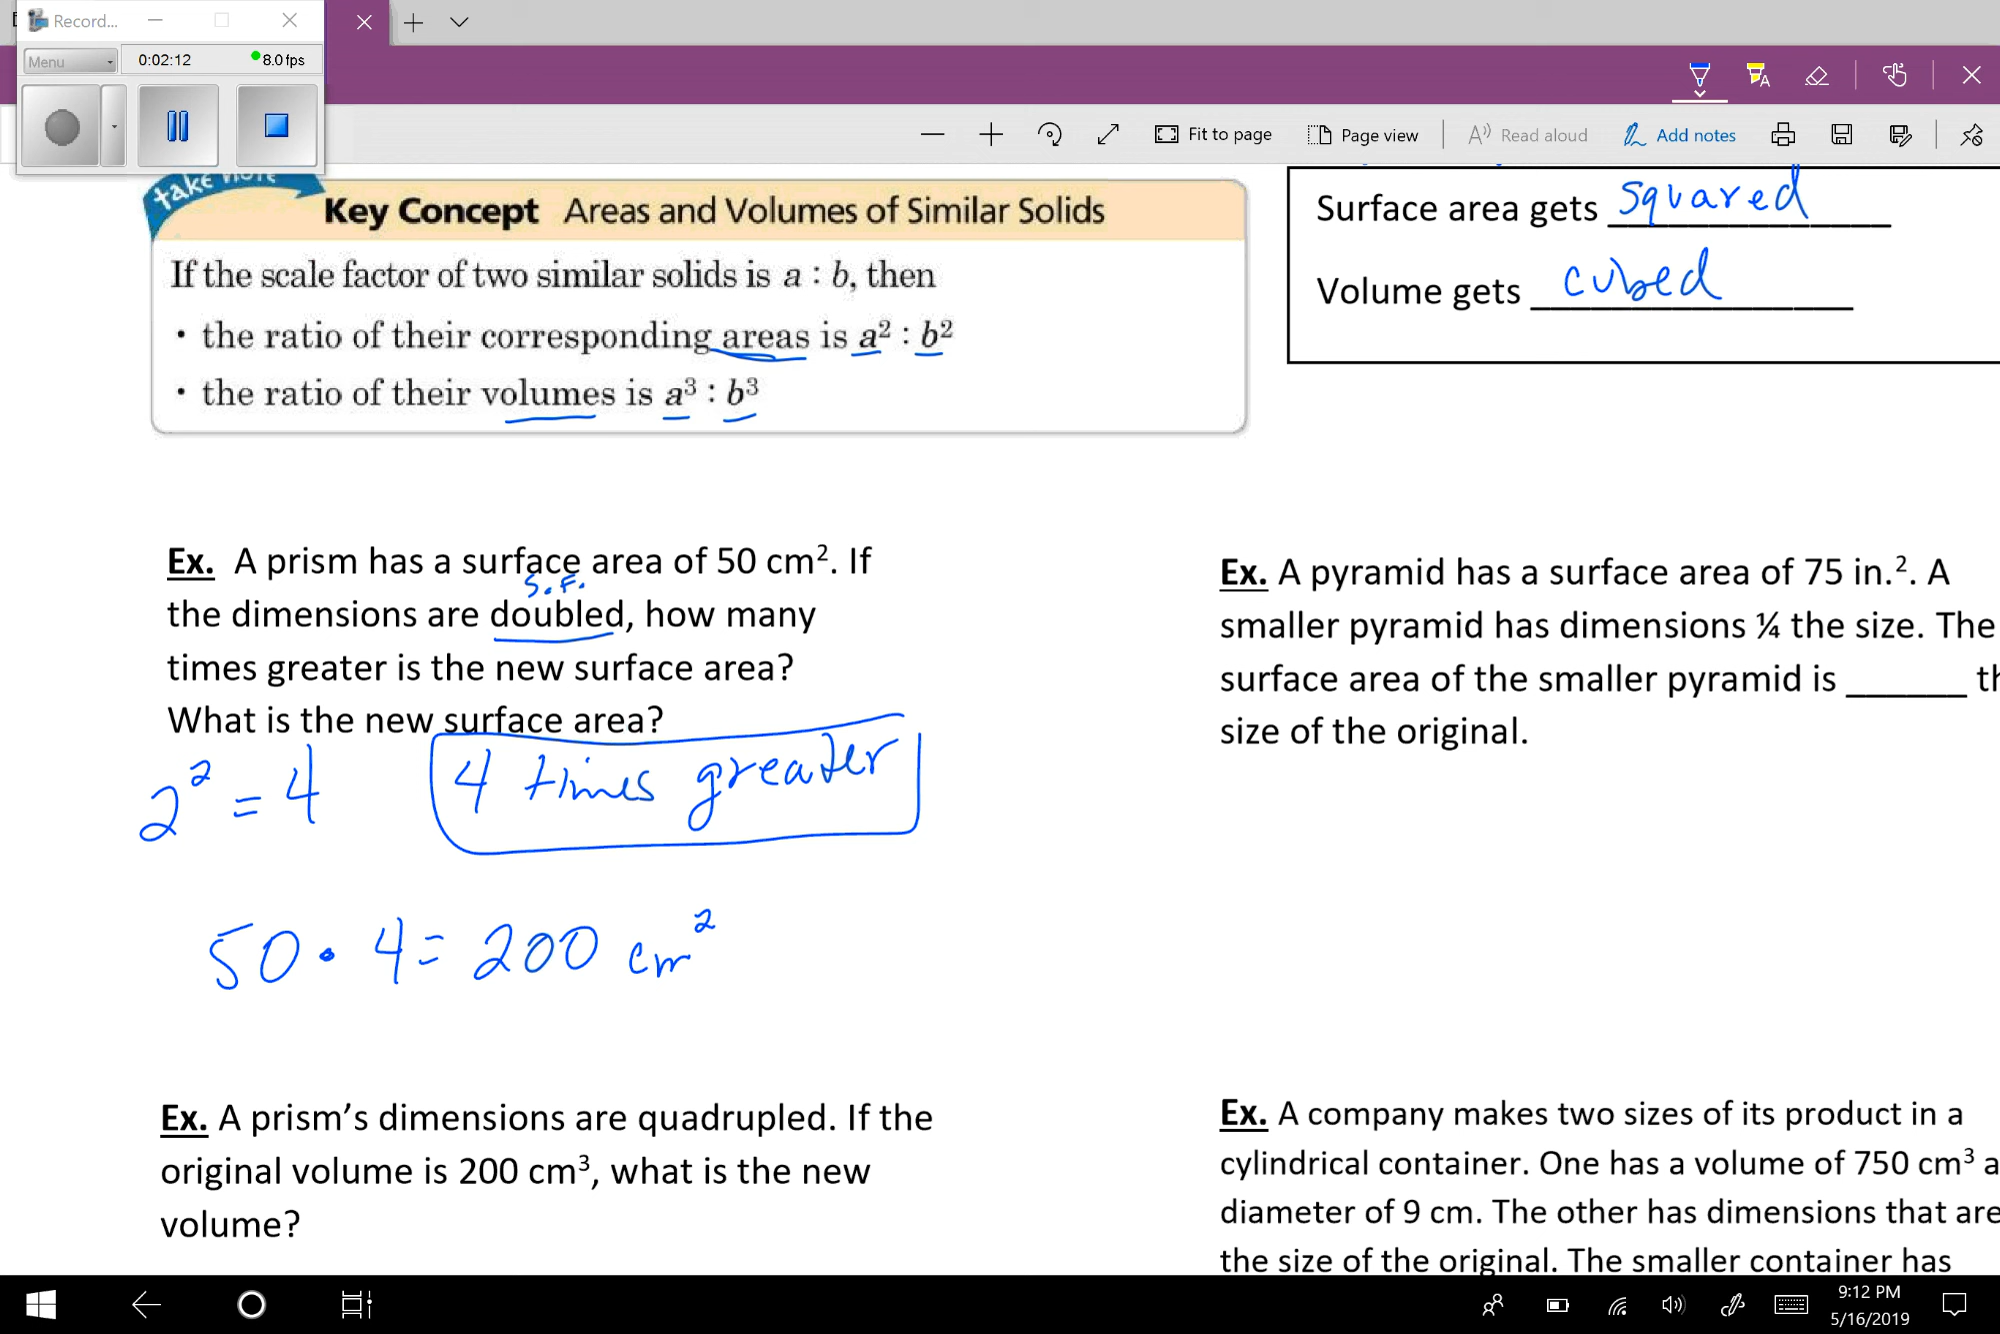 Record...
Menu
0:02:12
8.0 fps
Fit to page
Page view
Read aloud
Add notes
take note
Key Concept Areas and Volumes of Similar Solids
If the scale factor of two similar solids is a : b, then
• the ratio of their corresponding areas is a² : b²
• the ratio of their volumes is a³ : b³
Surface area gets squared
Volume gets cubed
Ex. A prism has a surface area of 50 cm². If
S.F.
the dimensions are doubled, how many
times greater is the new surface area?
What is the new surface area?
2² = 4
4 times greater
50 • 4 = 200 cm²
Ex. A pyramid has a surface area of 75 in.². A
smaller pyramid has dimensions ¼ the size. The
surface area of the smaller pyramid is ______ th
size of the original.
Ex. A prism’s dimensions are quadrupled. If the
original volume is 200 cm³, what is the new
volume?
Ex. A company makes two sizes of its product in a
cylindrical container. One has a volume of 750 cm³ a
diameter of 9 cm. The other has dimensions that are
the size of the original. The smaller container has
9:12 PM
5/16/2019